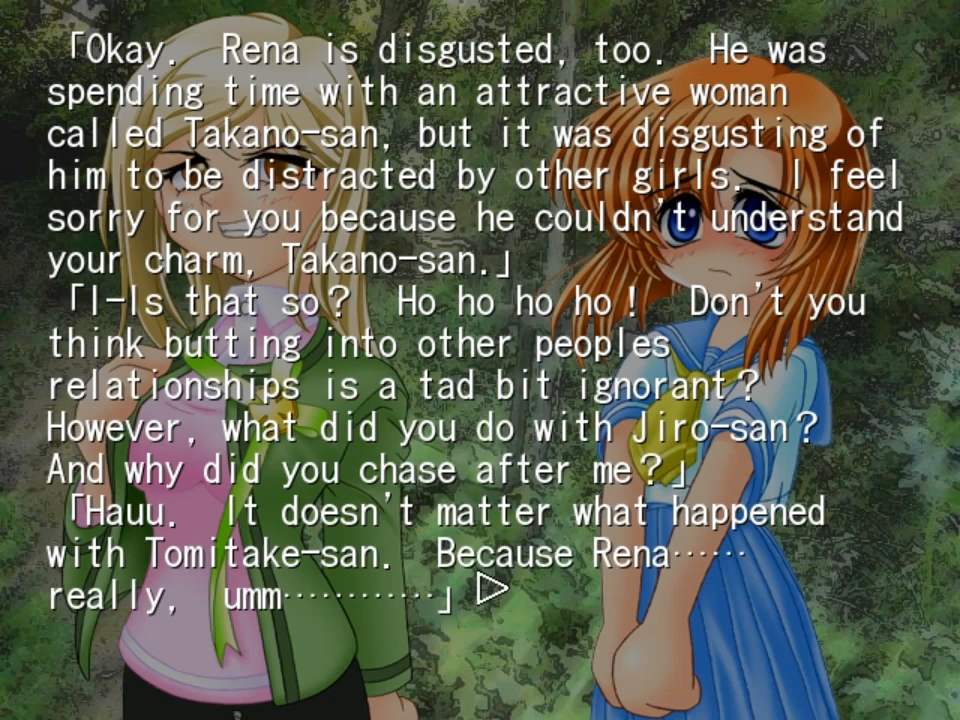 「Okay.  Rena is disgusted, too.  He was
spending time with an attractive woman
called Takano-san, but it was disgusting of
him to be distracted by other girls.  I feel
sorry for you because he couldn't understand
your charm, Takano-san.」
「I-Is that so?  Ho ho ho ho!  Don't you
think butting into other peoples
relationships is a tad bit ignorant?
However, what did you do with Jiro-san?
And why did you chase after me?」
「Hauu.  It doesn't matter what happened
with Tomitake-san.  Because Rena……
really,  umm…………」